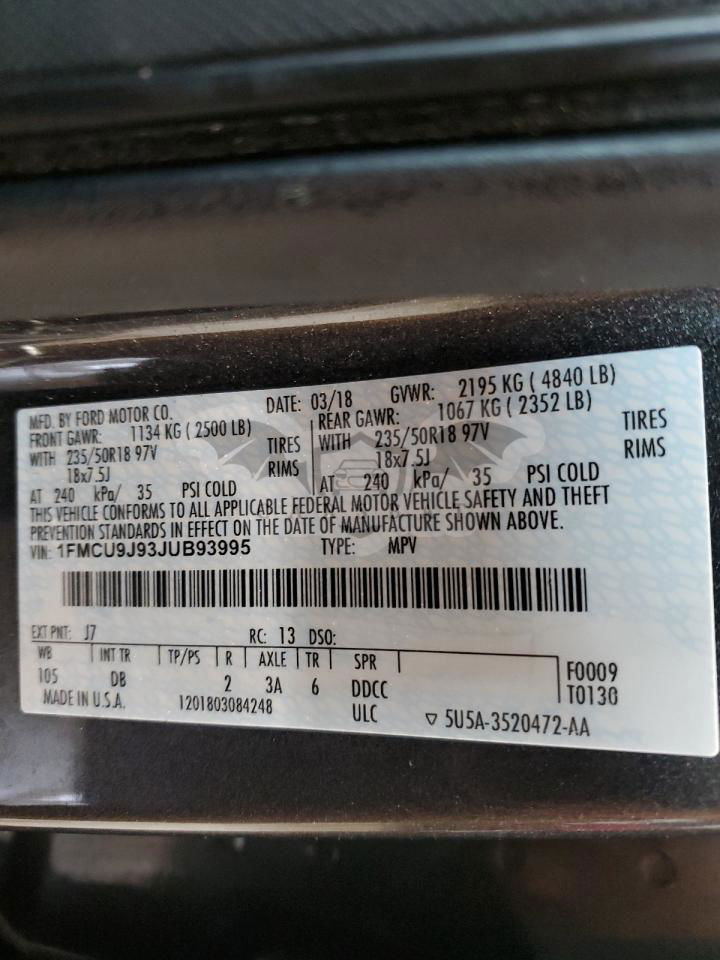 MFD. BY FORD MOTOR CO. DATE: 03/18 GVWR: 2195 KG ( 4840 LB)
FRONT GAWR: 1134 KG ( 2500 LB) REAR GAWR: 1067 KG ( 2352 LB)
WITH 235/50R18 97V TIRES WITH 235/50R18 97V TIRES
18x7.5J RIMS 18x7.5J RIMS
AT 240 kPa/ 35 PSI COLD AT 240 kPa/ 35 PSI COLD
THIS VEHICLE CONFORMS TO ALL APPLICABLE FEDERAL MOTOR VEHICLE SAFETY AND THEFT
PREVENTION STANDARDS IN EFFECT ON THE DATE OF MANUFACTURE SHOWN ABOVE.
VIN: 1FMCU9J93JUB93995 TYPE: MPV
EXT PNT: J7 RC: 13 DSO:
WB INT TR TP/PS R AXLE TR SPR
105 DB 2 3A 6 DDCC F0009
T0130
MADE IN U.S.A. 1201803084248 ULC ▽ 5U5A-3520472-AA